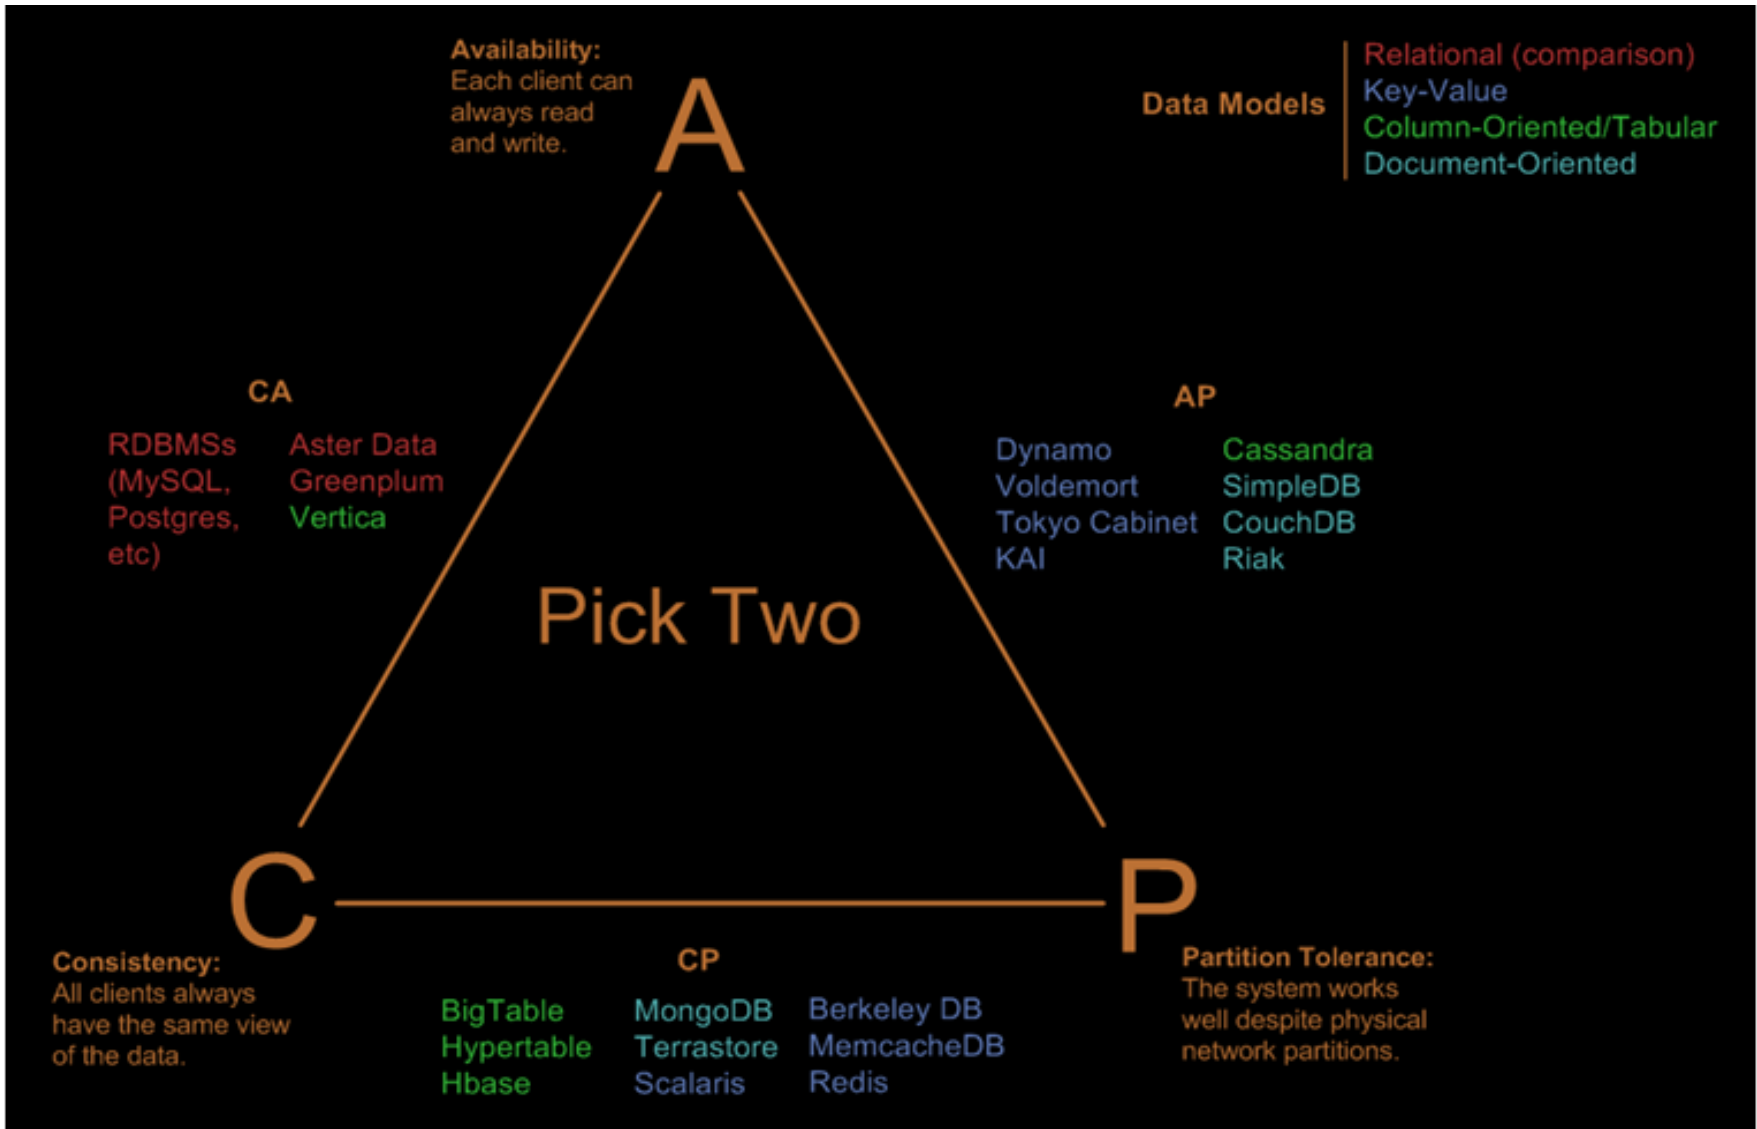 Availability:
Each client can
always read
and write.
A
Data Models
Relational (comparison)
Key-Value
Column-Oriented/Tabular
Document-Oriented
CA
RDBMSs
(MySQL,
Postgres,
etc)
Aster Data
Greenplum
Vertica
AP
Dynamo
Voldemort
Tokyo Cabinet
KAI
Cassandra
SimpleDB
CouchDB
Riak
Pick Two
C
Consistency:
All clients always
have the same view
of the data.
CP
BigTable
Hypertable
Hbase
MongoDB
Terrastore
Scalaris
Berkeley DB
MemcacheDB
Redis
P
Partition Tolerance:
The system works
well despite physical
network partitions.